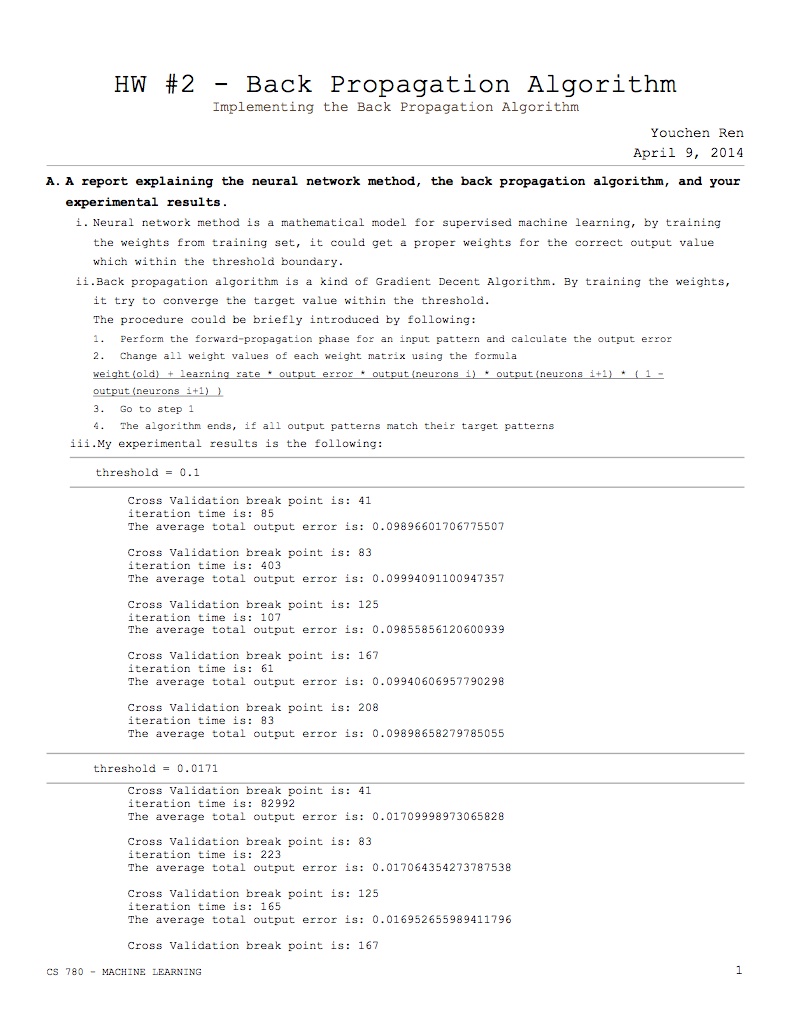 HW #2 - Back Propagation Algorithm
Implementing the Back Propagation Algorithm
Youchen Ren
April 9, 2014
A. A report explaining the neural network method, the back propagation algorithm, and your
experimental results.
i. Neural network method is a mathematical model for supervised machine learning, by training
the weights from training set, it could get a proper weights for the correct output value
which within the threshold boundary.
ii.Back propagation algorithm is a kind of Gradient Decent Algorithm. By training the weights,
it try to converge the target value within the threshold.
The procedure could be briefly introduced by following:
1. Perform the forward-propagation phase for an input pattern and calculate the output error
2. Change all weight values of each weight matrix using the formula
weight(old) + learning rate * output error * output(neurons i) * output(neurons i+1) * ( 1 -
output(neurons i+1) )
3. Go to step 1
4. The algorithm ends, if all output patterns match their target patterns
iii.My experimental results is the following:
threshold = 0.1
Cross Validation break point is: 41
iteration time is: 85
The average total output error is: 0.09896601706775507
Cross Validation break point is: 83
iteration time is: 403
The average total output error is: 0.09994091100947357
Cross Validation break point is: 125
iteration time is: 107
The average total output error is: 0.09855856120600939
Cross Validation break point is: 167
iteration time is: 61
The average total output error is: 0.09940606957790298
Cross Validation break point is: 208
iteration time is: 83
The average total output error is: 0.09898658279785055
threshold = 0.0171
Cross Validation break point is: 41
iteration time is: 82992
The average total output error is: 0.01709998973065828
Cross Validation break point is: 83
iteration time is: 223
The average total output error is: 0.017064354273787538
Cross Validation break point is: 125
iteration time is: 165
The average total output error is: 0.016952655989411796
Cross Validation break point is: 167
CS 780 - MACHINE LEARNING
1